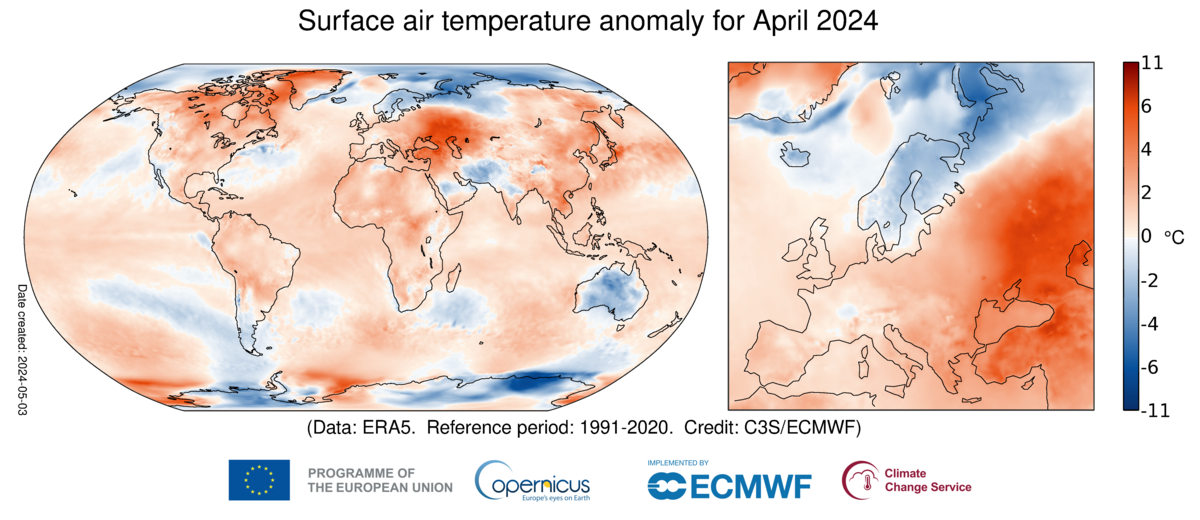 Surface air temperature anomaly for April 2024
11
6
4
2
0
-2
-4
-6
-11
°C
Date created: 2024-05-03
(Data: ERA5.  Reference period: 1991-2020.  Credit: C3S/ECMWF)
PROGRAMME OF
THE EUROPEAN UNION
opernicus
Europe's eyes on Earth
IMPLEMENTED BY
ECMWF
Climate
Change Service